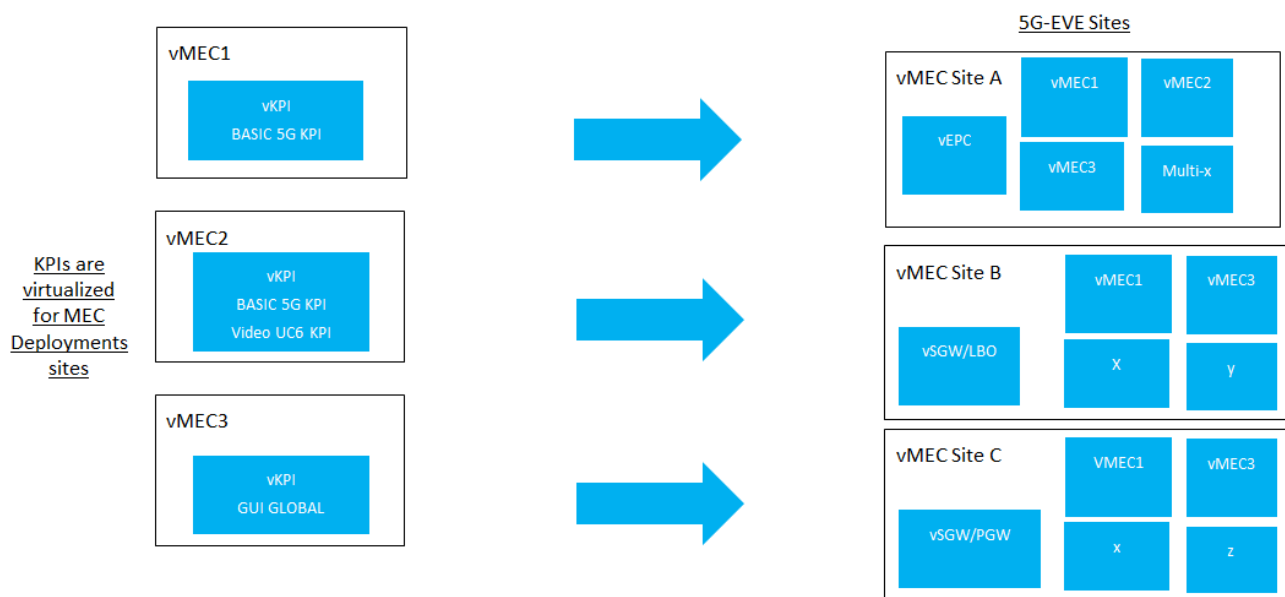 KPIs are
virtualized
for MEC
Deployments
sites
vMEC1
vKPI
BASIC 5G KPI
vMEC2
vKPI
BASIC 5G KPI
Video UC6 KPI
vMEC3
vKPI
GUI GLOBAL
5G-EVE Sites
vMEC Site A
vEPC
vMEC1
vMEC2
vMEC3
Multi-x
vMEC Site B
vSGW/LBO
vMEC1
vMEC3
X
y
vMEC Site C
vSGW/PGW
VMEC1
vMEC3
x
z